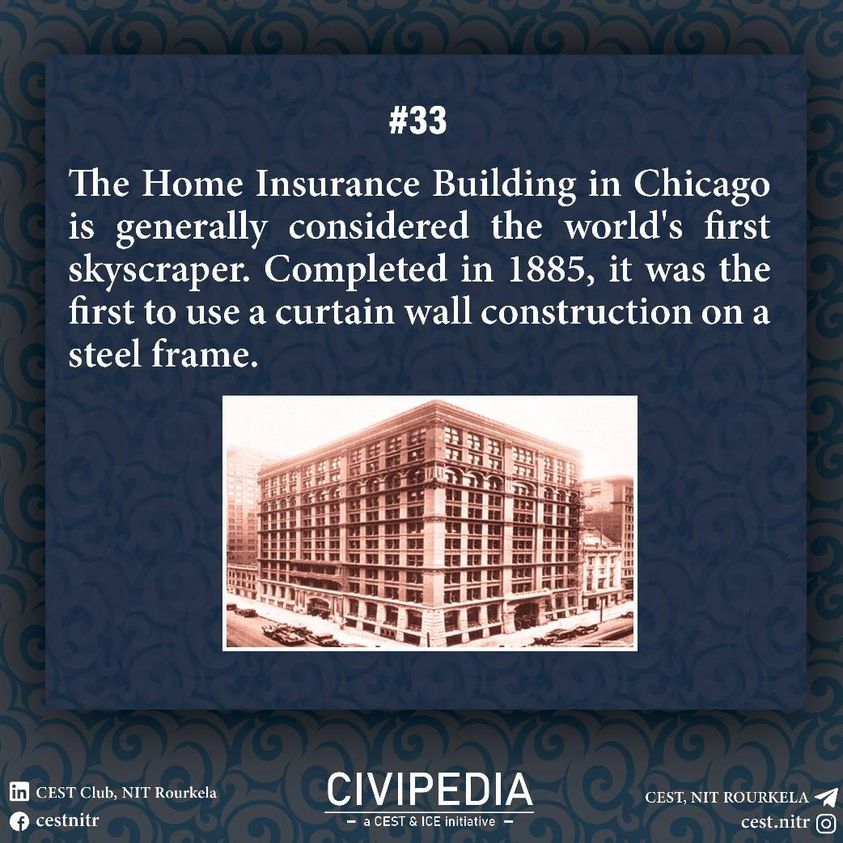 #33
The Home Insurance Building in Chicago
is generally considered the world's first
skyscraper. Completed in 1885, it was the
first to use a curtain wall construction on a
steel frame.
CEST Club, NIT Rourkela
cestnitr
CIVIPEDIA
– a CEST & ICE initiative –
CEST, NIT ROURKELA
cest.nitr